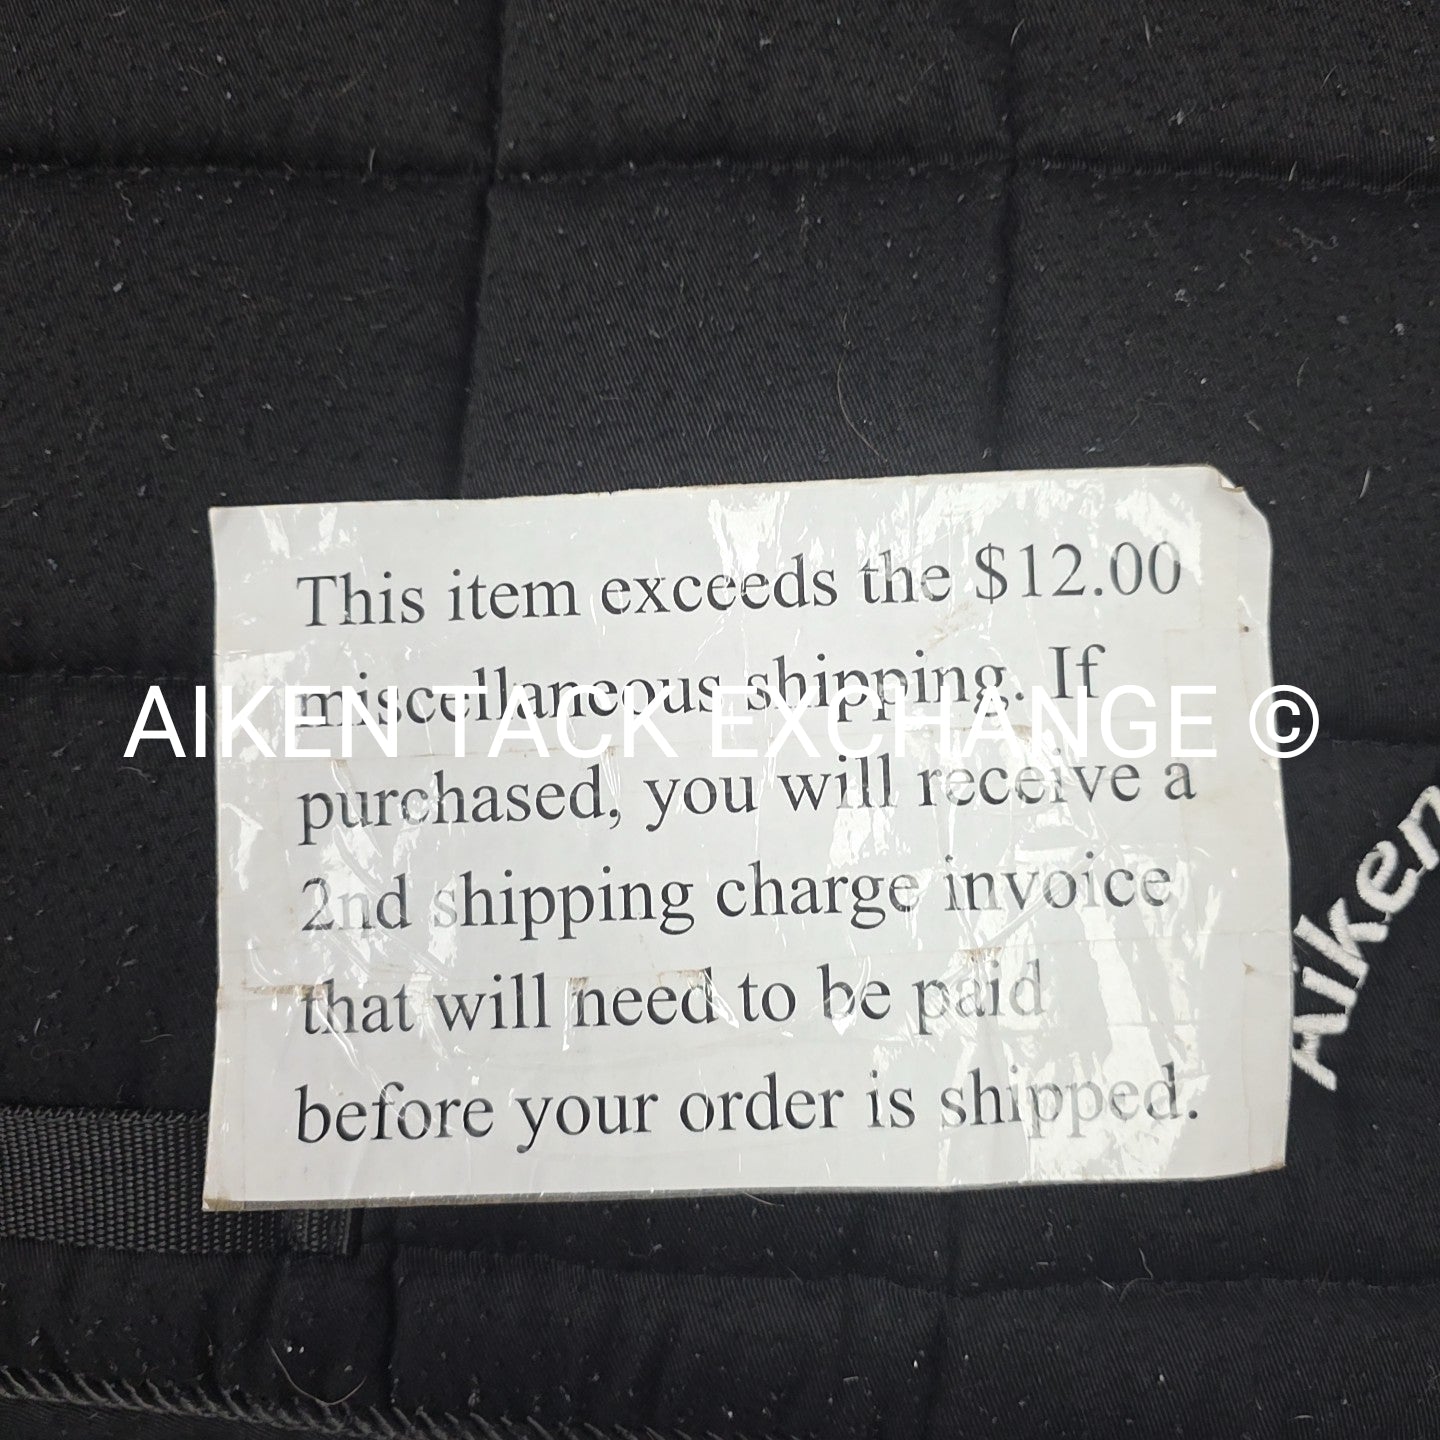 This item exceeds the $12.00
miscellaneous shipping. If
AIKEN TACK EXCHANGE ©
purchased, you will receive a
2nd shipping charge invoice
that will need to be paid
before your order is shipped.
Aiken